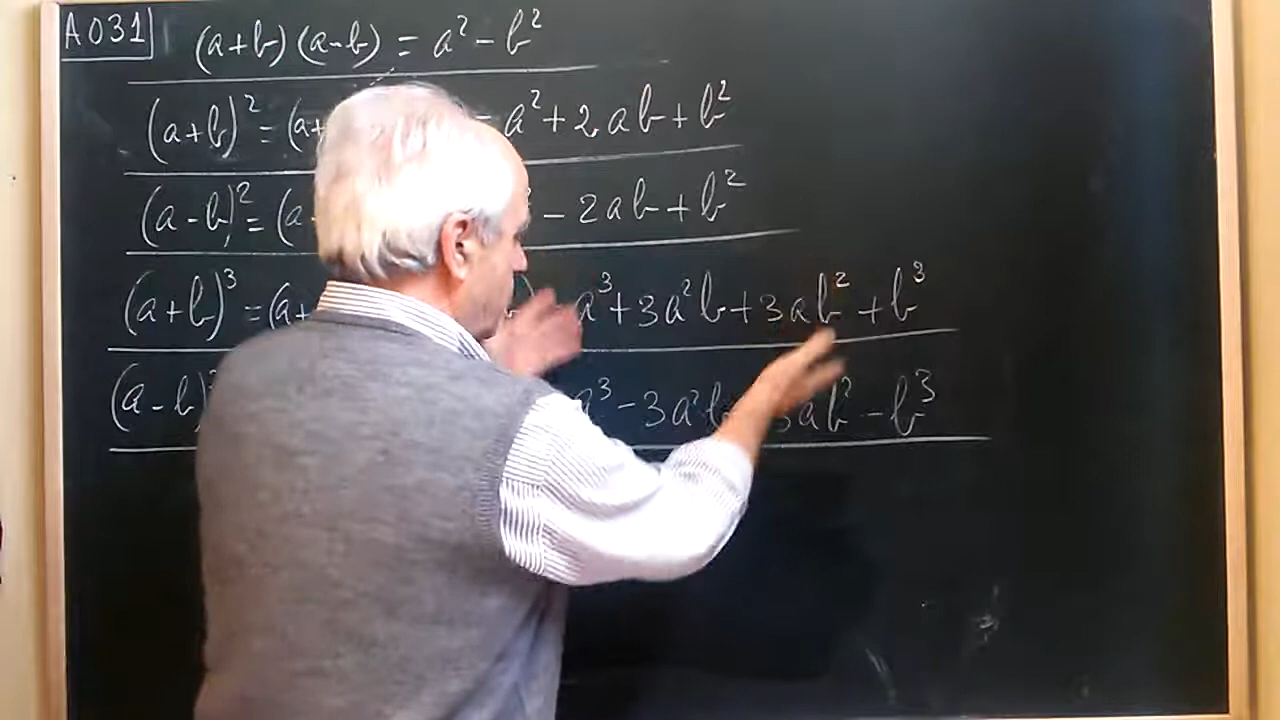 A031
(a+b)(a-b) = a² - b²
(a+b)² = (a+ = a² + 2ab + b²
(a-b)² = (a - 2ab + b²
(a+b)³ = (a+ b) a³ + 3a²b + 3ab² + b³
(a-b) a³ - 3a²b 3ab² - b³